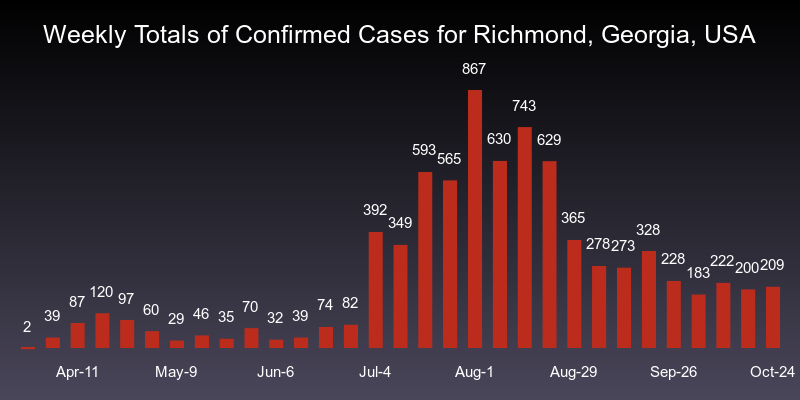 Weekly Totals of Confirmed Cases for Richmond, Georgia, USA
2 39 87 120 97 60 29 46 35 70 32 39 74 82 392 349 593 565 867 630 743 629 365 278 273 328 228 183 222 200 209
Apr-11 May-9 Jun-6 Jul-4 Aug-1 Aug-29 Sep-26 Oct-24